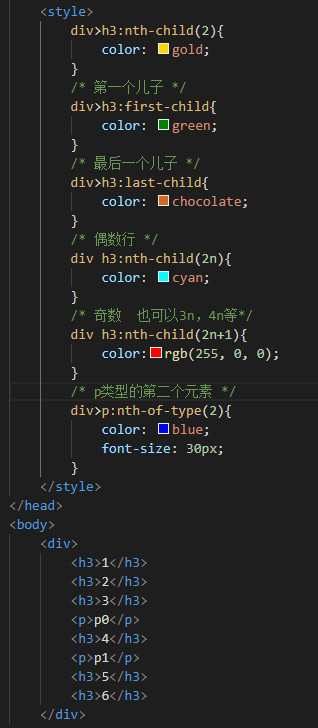 <style>
div>h3:nth-child(2){
color: gold;
}
/* 第一个儿子 */
div>h3:first-child{
color: green;
}
/* 最后一个儿子 */
div>h3:last-child{
color: chocolate;
}
/* 偶数行 */
div h3:nth-child(2n){
color: cyan;
}
/* 奇数  也可以3n，4n等*/
div h3:nth-child(2n+1){
color:rgb(255, 0, 0);
}
/* p类型的第二个元素 */
div>p:nth-of-type(2){
color: blue;
font-size: 30px;
}
</style>
</head>
<body>
<div>
<h3>1</h3>
<h3>2</h3>
<h3>3</h3>
<p>p0</p>
<h3>4</h3>
<p>p1</p>
<h3>5</h3>
<h3>6</h3>
</div>